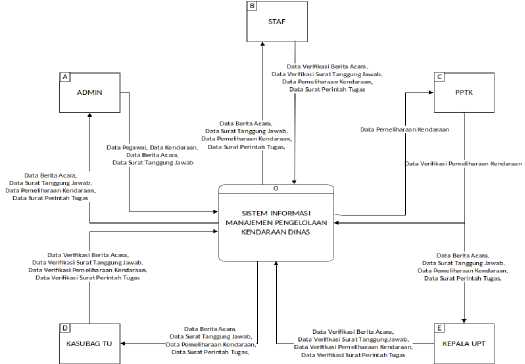 B
STAF
Data Verifikasi Berita Acara,
Data Verifikasi Surat Tanggung Jawab,
Data Pemeliharaan Kendaraan,
Data Surat Perintah Tugas
A
ADMIN
C
PPTK
Data Berita Acara,
Data Surat Tanggung Jawab,
Data Pemeliharaan Kendaraan,
Data Surat Perintah Tugas,
Data Pemeliharaan Kendaraan
Data Pegawai, Data Kendaraan,
Data Berita Acara,
Data Surat Tanggung Jawab
Data Verifikasi Pemeliharaan Kendaraan
Data Berita Acara,
Data Surat Tanggung Jawab,
Data Pemeliharaan Kendaraan,
Data Surat Perintah Tugas
0
SISTEM INFORMASI
MANAJEMEN PENGELOLAAN
KENDARAAN DINAS
Data Verifikasi Berita Acara,
Data Verifikasi Surat Tanggung Jawab,
Data Verifikasi Pemeliharaan Kendaraan,
Data Verifikasi Surat Perintah Tugas
Data Berita Acara,
Data Surat Tanggung Jawab,
Data Pemeliharaan Kendaraan,
Data Surat Perintah Tugas
D
KASUBAG TU
Data Berita Acara,
Data Surat Tanggung Jawab,
Data Pemeliharaan Kendaraan,
Data Surat Perintah Tugas,
Data Verifikasi Berita Acara,
Data Verifikasi Surat Tanggung Jawab,
Data Verifikasi Pemeliharaan Kendaraan,
Data Verifikasi Surat Perintah Tugas
E
KEPALA UPT